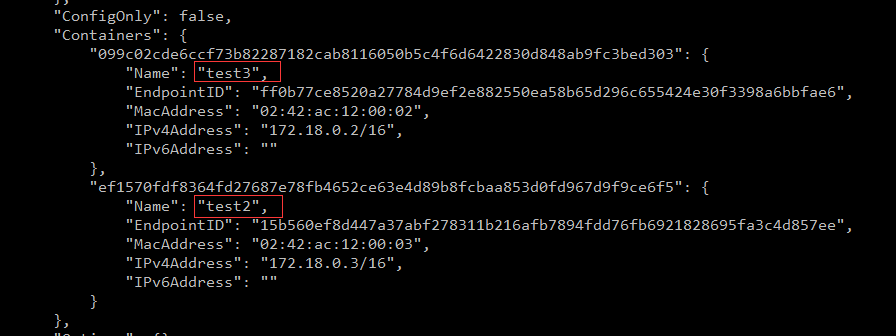 "ConfigOnly": false,
"Containers": {
"099c02cde6ccf73b82287182cab8116050b5c4f6d6422830d848ab9fc3bed303": {
"Name": "test3",
"EndpointID": "ff0b77ce8520a27784d9ef2e882550ea58b65d296c655424e30f3398a6bbfae6",
"MacAddress": "02:42:ac:12:00:02",
"IPv4Address": "172.18.0.2/16",
"IPv6Address": ""
},
"ef1570fdf8364fd27687e78fb4652ce63e4d89b8fcbaa853d0fd967d9f9ce6f5": {
"Name": "test2",
"EndpointID": "15b560ef8d447a37abf278311b216afb7894fdd76fb6921828695fa3c4d857ee",
"MacAddress": "02:42:ac:12:00:03",
"IPv4Address": "172.18.0.3/16",
"IPv6Address": ""
}
},